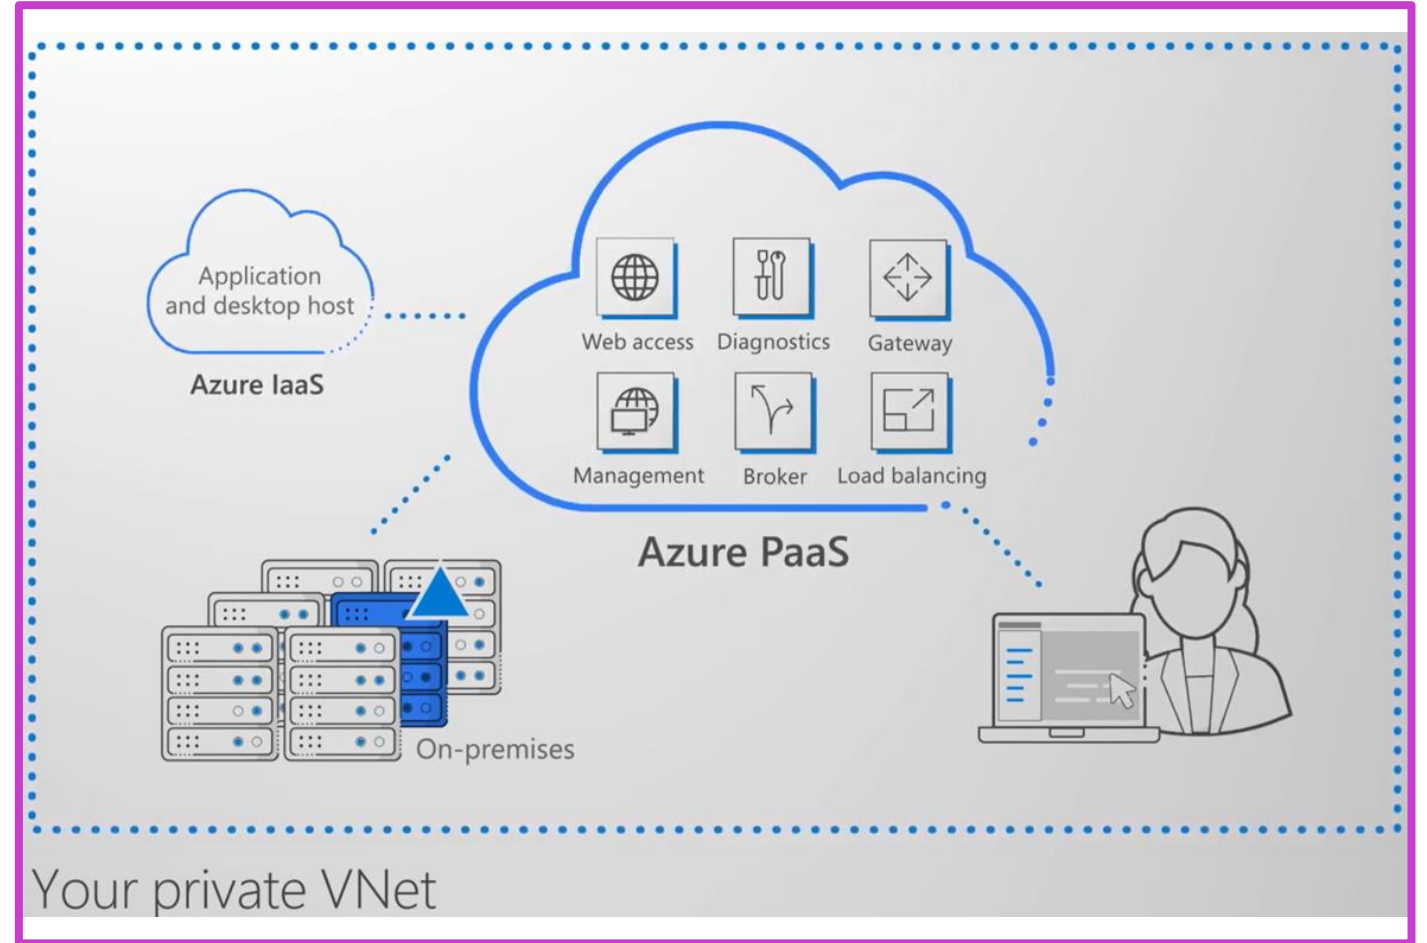 Application
and desktop host
Azure IaaS
Web access
Diagnostics
Gateway
Management
Broker
Load balancing
Azure PaaS
On-premises
Your private VNet